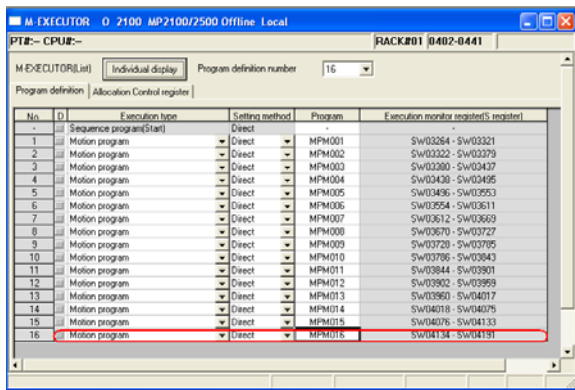 M-EXECUTOR 0 2100 MP2100/2500 Offline Local
PT#:– CPU#:– RACK#01 0402-0441
M-EXECUTOR(List) Individual display Program definition number 16
Program definition Allocation Control register
No. D Execution type Setting method Program Execution monitor register(S register)
- Sequence program(Start) Direct - -
1 Motion program Direct MPM001 SW03264 - SW03321
2 Motion program Direct MPM002 SW03322 - SW03379
3 Motion program Direct MPM003 SW03380 - SW03437
4 Motion program Direct MPM004 SW03438 - SW03495
5 Motion program Direct MPM005 SW03496 - SW03553
6 Motion program Direct MPM006 SW03554 - SW03611
7 Motion program Direct MPM007 SW03612 - SW03669
8 Motion program Direct MPM008 SW03670 - SW03727
9 Motion program Direct MPM009 SW03728 - SW03785
10 Motion program Direct MPM010 SW03786 - SW03843
11 Motion program Direct MPM011 SW03844 - SW03901
12 Motion program Direct MPM012 SW03902 - SW03959
13 Motion program Direct MPM013 SW03960 - SW04017
14 Motion program Direct MPM014 SW04018 - SW04075
15 Motion program Direct MPM015 SW04076 - SW04133
16 Motion program Direct MPM016 SW04134 - SW04191